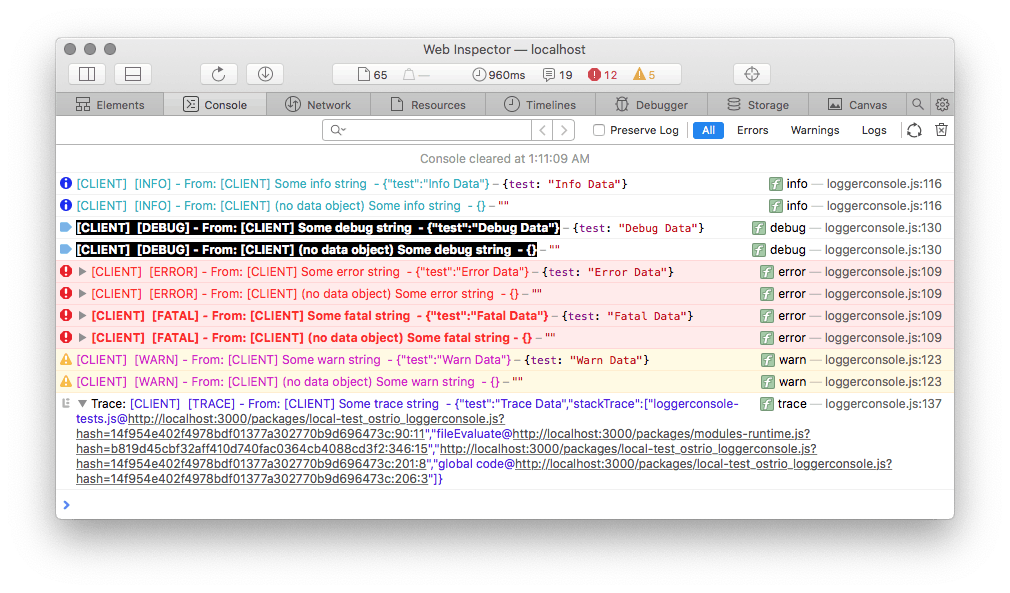 Web Inspector — localhost
65 — 960ms 19 12 5
Elements Console Network Resources Timelines Debugger Storage Canvas
Preserve Log All Errors Warnings Logs
Console cleared at 1:11:09 AM
[CLIENT] [INFO] - From: [CLIENT] Some info string - {"test":"Info Data"} – {test: "Info Data"} f info — loggerconsole.js:116
[CLIENT] [INFO] - From: [CLIENT] (no data object) Some info string - {} – "" f info — loggerconsole.js:116
[CLIENT] [DEBUG] - From: [CLIENT] Some debug string - {"test":"Debug Data"} – {test: "Debug Data"} f debug — loggerconsole.js:130
[CLIENT] [DEBUG] - From: [CLIENT] (no data object) Some debug string - {} – "" f debug — loggerconsole.js:130
[CLIENT] [ERROR] - From: [CLIENT] Some error string - {"test":"Error Data"} – {test: "Error Data"} f error — loggerconsole.js:109
[CLIENT] [ERROR] - From: [CLIENT] (no data object) Some error string - {} – "" f error — loggerconsole.js:109
[CLIENT] [FATAL] - From: [CLIENT] Some fatal string - {"test":"Fatal Data"} – {test: "Fatal Data"} f error — loggerconsole.js:109
[CLIENT] [FATAL] - From: [CLIENT] (no data object) Some fatal string - {} – "" f error — loggerconsole.js:109
[CLIENT] [WARN] - From: [CLIENT] Some warn string - {"test":"Warn Data"} – {test: "Warn Data"} f warn — loggerconsole.js:123
[CLIENT] [WARN] - From: [CLIENT] (no data object) Some warn string - {} – "" f warn — loggerconsole.js:123
Trace: [CLIENT] [TRACE] - From: [CLIENT] Some trace string - {"test":"Trace Data","stackTrace":["loggerconsole- f trace — loggerconsole.js:137
tests.js@http://localhost:3000/packages/local-test_ostrio_loggerconsole.js?
hash=14f954e402f4978bdf01377a302770b9d696473c:90:11","fileEvaluate@http://localhost:3000/packages/modules-runtime.js?
hash=b819d45cbf32aff410d740fac0364cb4088cd3f2:346:15","http://localhost:3000/packages/local-test_ostrio_loggerconsole.js?
hash=14f954e402f4978bdf01377a302770b9d696473c:201:8","global code@http://localhost:3000/packages/local-test_ostrio_loggerconsole.js?
hash=14f954e402f4978bdf01377a302770b9d696473c:206:3"]}